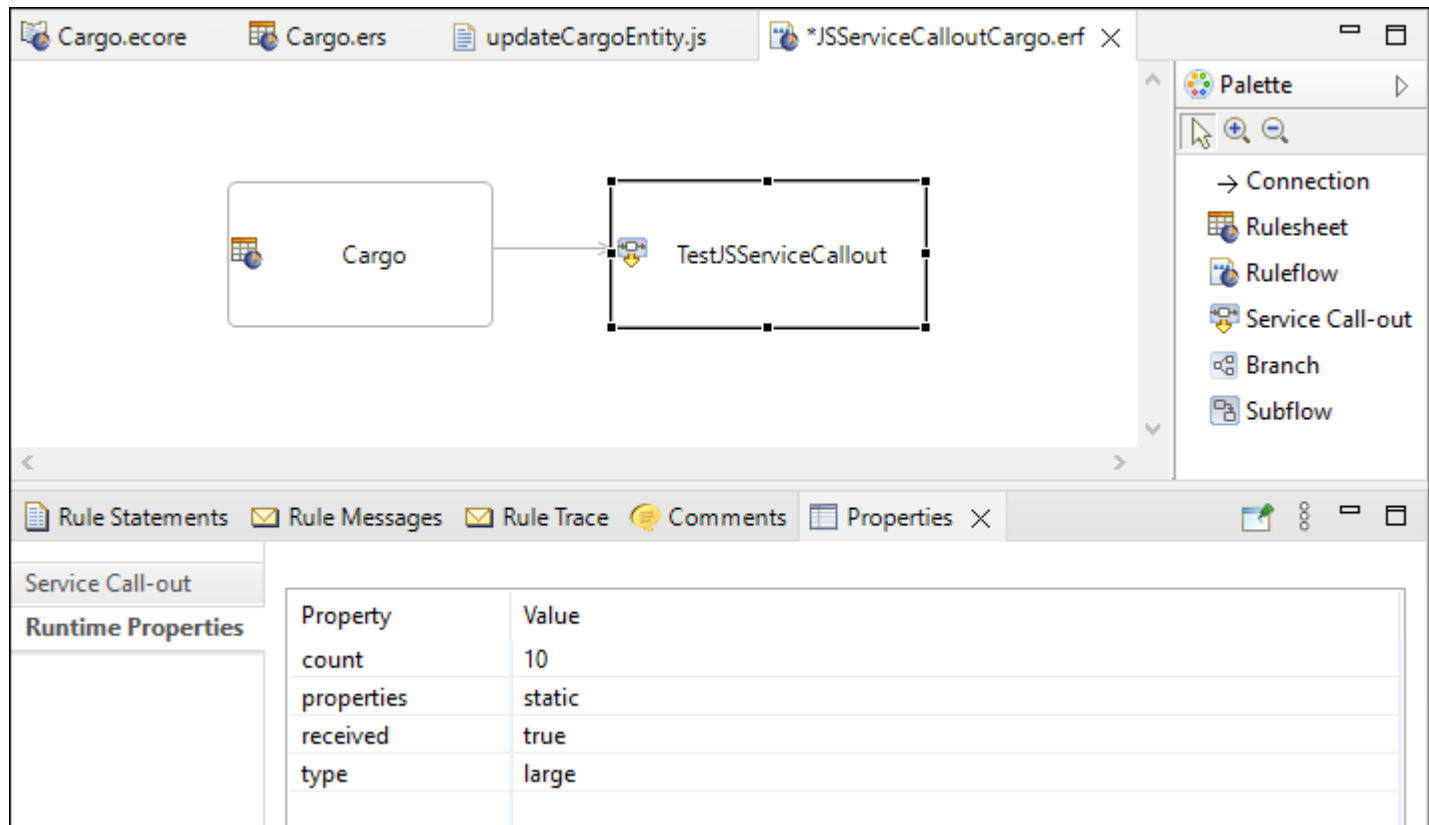 Cargo.ecore Cargo.ers updateCargoEntity.js *JSServiceCalloutCargo.erf
Palette
Connection
Rulesheet
Ruleflow
Service Call-out
Branch
Subflow
Cargo TestJSServiceCallout
Rule Statements Rule Messages Rule Trace Comments Properties
Service Call-out
Runtime Properties
Property Value
count 10
properties static
received true
type large